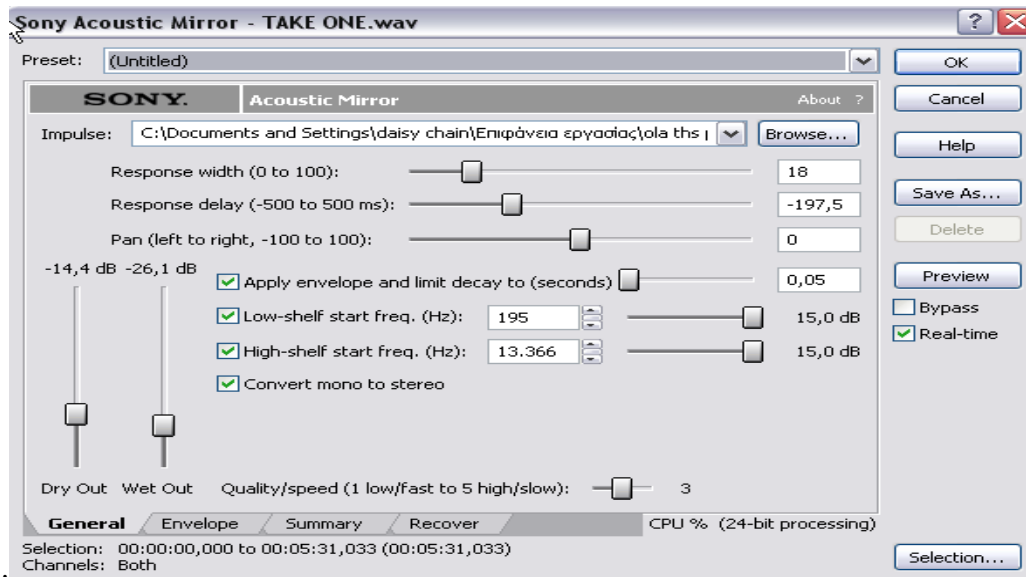 Sony Acoustic Mirror - TAKE ONE.wav
Preset: (Untitled)
OK
SONY. Acoustic Mirror About ?
Cancel
Impulse: C:\Documents and Settings\daisy chain\Επιφάνεια εργασίας\ola ths
Browse...
Help
Response width (0 to 100): 18
Response delay (-500 to 500 ms): -197,5
Save As...
Pan (left to right, -100 to 100): 0
Delete
-14,4 dB -26,1 dB
Apply envelope and limit decay to (seconds) 0,05
Preview
Low-shelf start freq. (Hz): 195 15,0 dB
Bypass
Real-time
High-shelf start freq. (Hz): 13.366 15,0 dB
Convert mono to stereo
Dry Out Wet Out Quality/speed (1 low/fast to 5 high/slow): 3
General Envelope Summary Recover CPU % (24-bit processing)
Selection: 00:00:00,000 to 00:05:31,033 (00:05:31,033)
Channels: Both
Selection...